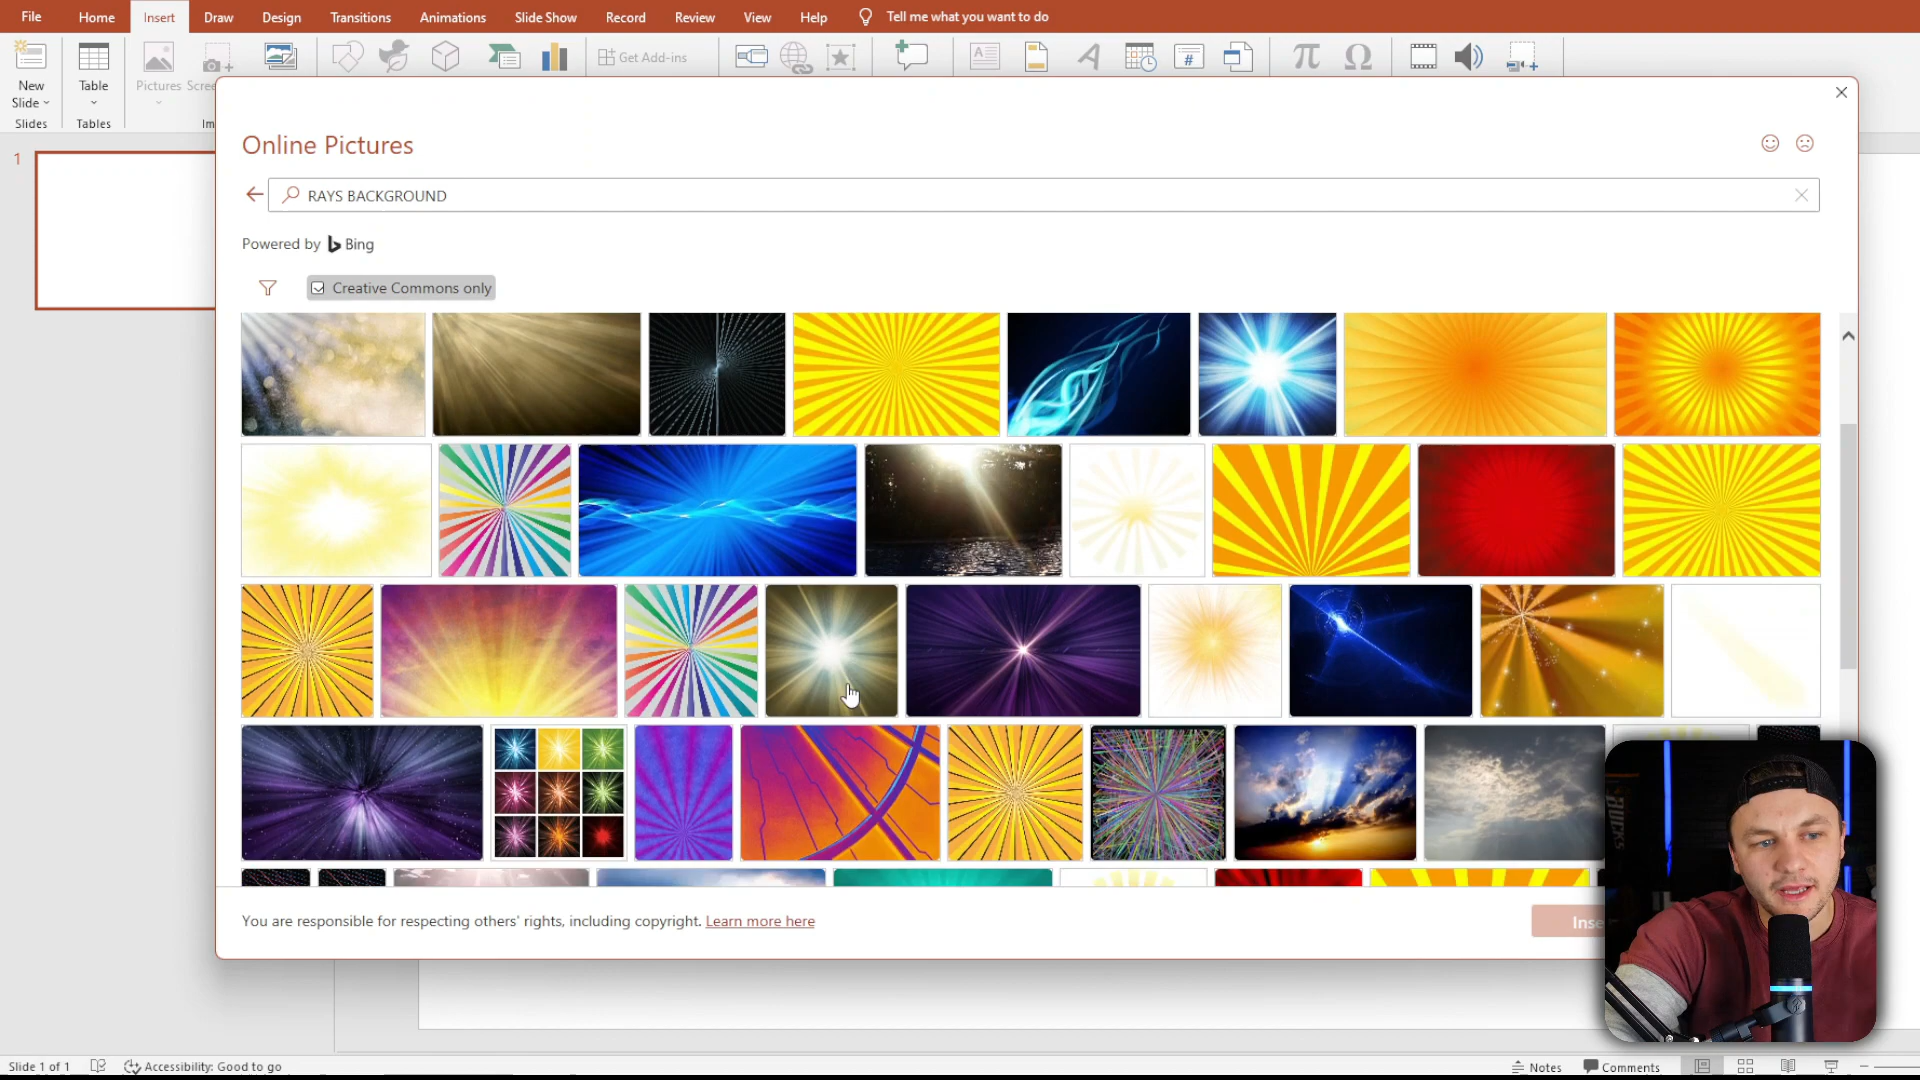 File Home Insert Draw Design Transitions Animations Slide Show Record Review View Help Tell me what you want to do
New Slide
Table
Pictures
Get Add-ins
Slides
Tables
Online Pictures
RAYS BACKGROUND
Powered by Bing
Creative Commons only
1
You are responsible for respecting others' rights, including copyright. Learn more here
Slide 1 of 1 Accessibility: Good to go Notes Comments